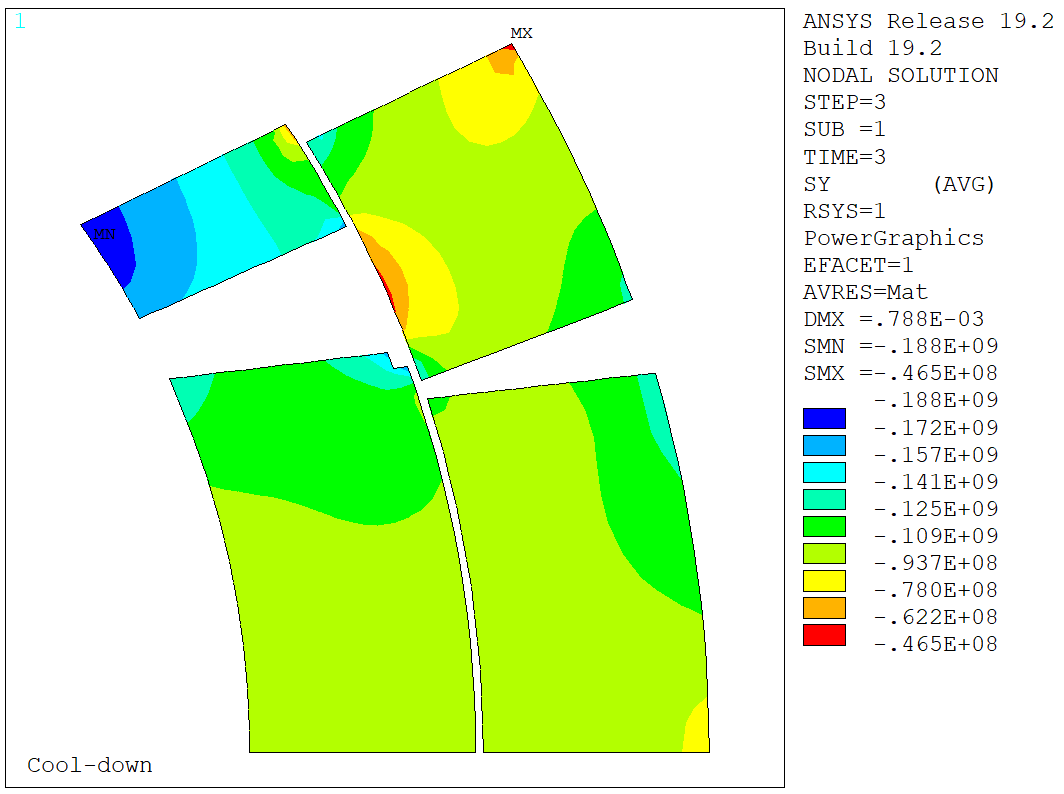 1
MX
MN
Cool-down
ANSYS Release 19.2
Build 19.2
NODAL SOLUTION
STEP=3
SUB =1
TIME=3
SY (AVG)
RSYS=1
PowerGraphics
EFACET=1
AVRES=Mat
DMX =.788E-03
SMN =-.188E+09
SMX =-.465E+08
-.188E+09
-.172E+09
-.157E+09
-.141E+09
-.125E+09
-.109E+09
-.937E+08
-.780E+08
-.622E+08
-.465E+08